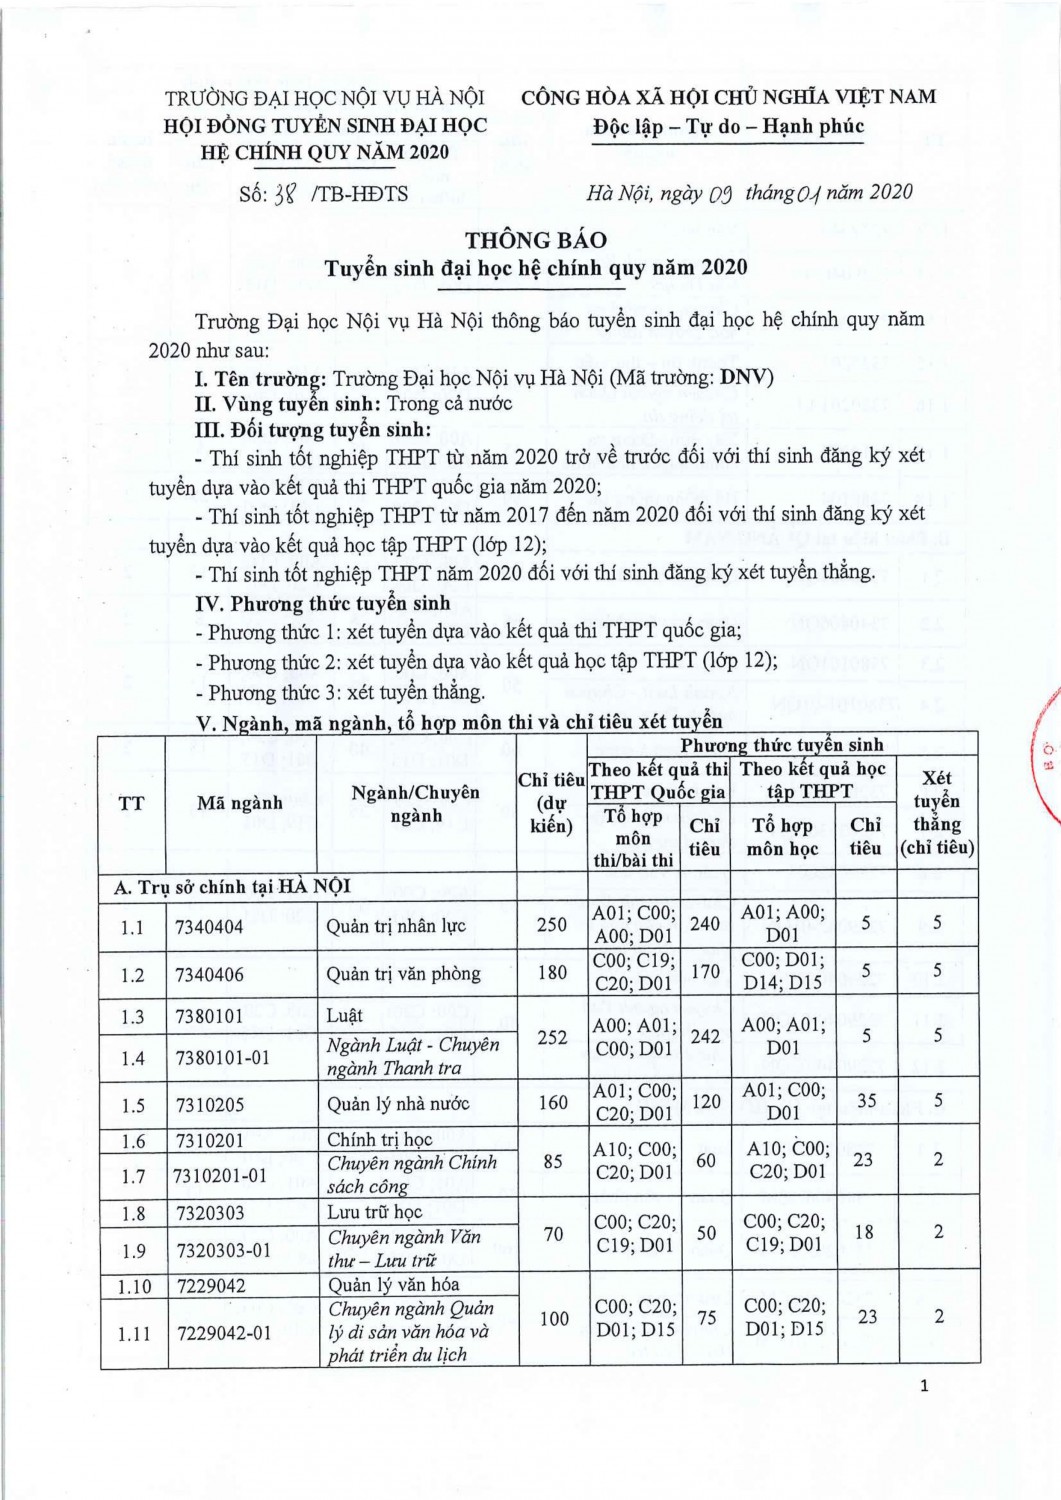 TRƯỜNG ĐẠI HỌC NỘI VỤ HÀ NỘI
HỘI ĐỒNG TUYỂN SINH ĐẠI HỌC
HỆ CHÍNH QUY NĂM 2020
Số: 38 /TB-HĐTS
CÔNG HÒA XÃ HỘI CHỦ NGHĨA VIỆT NAM
Độc lập – Tự do – Hạnh phúc
Hà Nội, ngày 09 tháng 01 năm 2020
THÔNG BÁO
Tuyển sinh đại học hệ chính quy năm 2020
Trường Đại học Nội vụ Hà Nội thông báo tuyển sinh đại học hệ chính quy năm
2020 như sau:
I. Tên trường: Trường Đại học Nội vụ Hà Nội (Mã trường: DNV)
II. Vùng tuyển sinh: Trong cả nước
III. Đối tượng tuyển sinh:
- Thí sinh tốt nghiệp THPT từ năm 2020 trở về trước đối với thí sinh đăng ký xét
tuyển dựa vào kết quả thi THPT quốc gia năm 2020;
- Thí sinh tốt nghiệp THPT từ năm 2017 đến năm 2020 đối với thí sinh đăng ký xét
tuyển dựa vào kết quả học tập THPT (lớp 12);
- Thí sinh tốt nghiệp THPT năm 2020 đối với thí sinh đăng ký xét tuyển thẳng.
IV. Phương thức tuyển sinh
- Phương thức 1: xét tuyển dựa vào kết quả thi THPT quốc gia;
- Phương thức 2: xét tuyển dựa vào kết quả học tập THPT (lớp 12);
- Phương thức 3: xét tuyển thẳng.
V. Ngành, mã ngành, tổ hợp môn thi và chỉ tiêu xét tuyển
TT
Mã ngành
Ngành/Chuyên
ngành
Chỉ tiêu
(dự
kiến)
Phương thức tuyển sinh
Theo kết quả thi
THPT Quốc gia
Theo kết quả học
tập THPT
Xét
tuyển
thẳng
(chỉ tiêu)
Tổ hợp
môn
thi/bài thi
Chỉ
tiêu
Tổ hợp
môn học
Chỉ
tiêu
A. Trụ sở chính tại HÀ NỘI
1.1 7340404 Quản trị nhân lực 250
A01; C00;
A00; D01
240
A01; A00;
D01
5 5
1.2 7340406 Quản trị văn phòng 180
C00; C19;
C20; D01
170
C00; D01;
D14; D15
5 5
1.3 7380101 Luật
1.4 7380101-01
Ngành Luật - Chuyên
ngành Thanh tra
252
A00; A01;
C00; D01
242
A00; A01;
D01
5 5
1.5 7310205 Quản lý nhà nước 160
A01; C00;
C20; D01
120
A01; C00;
D01
35 5
1.6 7310201 Chính trị học
1.7 7310201-01
Chuyên ngành Chính
sách công
85
A10; C00;
C20; D01
60
A10; C00;
C20; D01
23 2
1.8 7320303 Lưu trữ học
1.9 7320303-01
Chuyên ngành Văn
thư – Lưu trữ
70
C00; C20;
C19; D01
50
C00; C20;
C19; D01
18 2
1.10 7229042 Quản lý văn hóa
1.11 7229042-01
Chuyên ngành Quản
lý di sản văn hóa và
phát triển du lịch
100
C00; C20;
D01; D15
75
C00; C20;
D01; D15
23 2
1